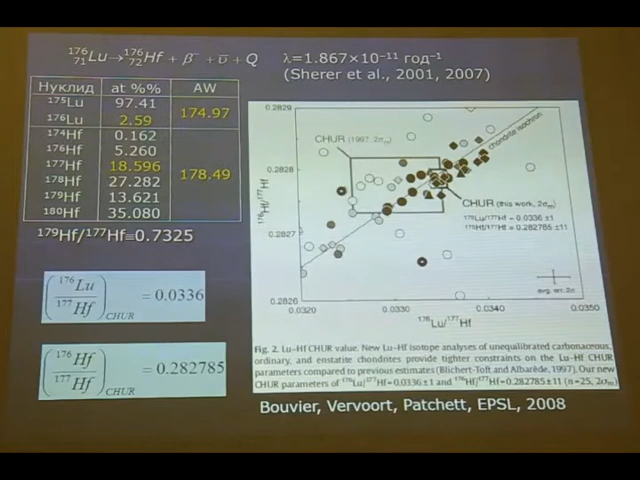 ¹⁷⁶₇₁Lu→¹⁷⁶₇₂Hf + β⁻ + υ̅ + Q
λ=1.867×10⁻¹¹ год⁻¹
(Sherer et al., 2001, 2007)
Нуклид at %% AW
¹⁷⁵Lu 97.41 174.97
¹⁷⁶Lu 2.59
¹⁷⁴Hf 0.162 178.49
¹⁷⁶Hf 5.260
¹⁷⁷Hf 18.596
¹⁷⁸Hf 27.282
¹⁷⁹Hf 13.621
¹⁸⁰Hf 35.080
¹⁷⁹Hf/¹⁷⁷Hf≡0.7325
(¹⁷⁶Lu/¹⁷⁷Hf)CHUR = 0.0336
(¹⁷⁶Hf/¹⁷⁷Hf)CHUR = 0.282785
0.2829
0.2828
0.2827
0.2826
¹⁷⁶Hf/¹⁷⁷Hf
CHUR (1997, 2σm)
chondrite isochron
CHUR (this work, 2σm)
¹⁷⁶Lu/¹⁷⁷Hf = 0.0336 ±1
¹⁷⁶Hf/¹⁷⁷Hf = 0.282785 ±11
avg. err. 2σ
0.0320 0.0330 0.0340 0.0350
¹⁷⁶Lu/¹⁷⁷Hf
Fig. 2. Lu–Hf CHUR value. New Lu–Hf isotope analyses of unequilibrated carbonaceous,
ordinary, and enstatite chondrites provide tighter constraints on the Lu–Hf CHUR
parameters compared to previous estimates (Blichert-Toft and Albarède, 1997). Our new
CHUR parameters of ¹⁷⁶Lu/¹⁷⁷Hf=0.0336±1 and ¹⁷⁶Hf/¹⁷⁷Hf=0.282785±11 (n=25, 2σm)
Bouvier, Vervoort, Patchett, EPSL, 2008